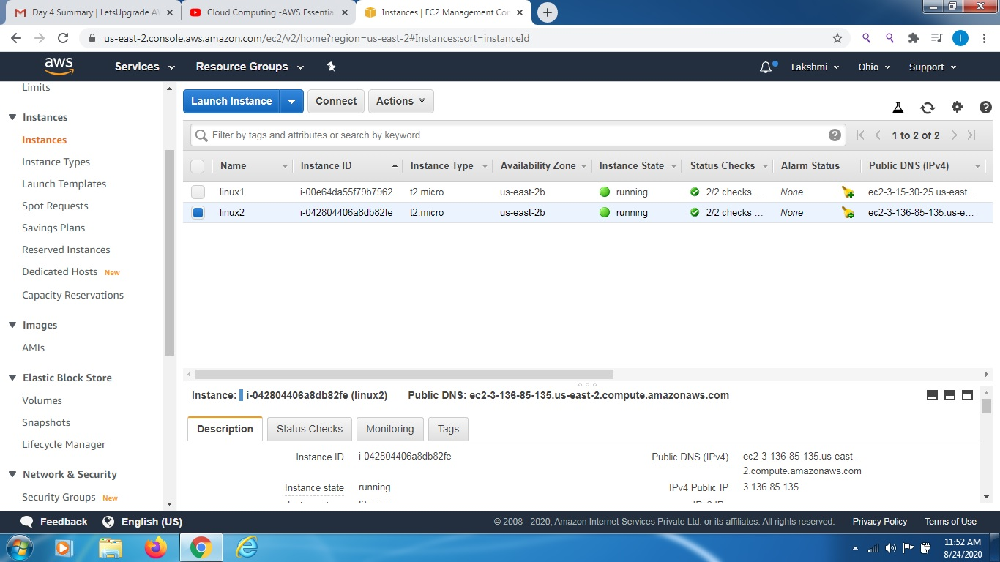 Day 4 Summary | LetsUpgrade A
Cloud Computing -AWS Essentia
Instances | EC2 Management Con
us-east-2.console.aws.amazon.com/ec2/v2/home?region=us-east-2#Instances:sort=instanceId
I
aws
Services
Resource Groups
Lakshmi
Ohio
Support
Limits
Instances
Instances
Instance Types
Launch Templates
Spot Requests
Savings Plans
Reserved Instances
Dedicated Hosts New
Capacity Reservations
Images
AMIs
Elastic Block Store
Volumes
Snapshots
Lifecycle Manager
Network & Security
Security Groups New
Launch Instance
Connect
Actions
Filter by tags and attributes or search by keyword
1 to 2 of 2
Name Instance ID Instance Type Availability Zone Instance State Status Checks Alarm Status Public DNS (IPv4)
linux1 i-00e64da55f79b7962 t2.micro us-east-2b running 2/2 checks ... None ec2-3-15-30-25.us-east...
linux2 i-042804406a8db82fe t2.micro us-east-2b running 2/2 checks ... None ec2-3-136-85-135.us-e...
Instance: i-042804406a8db82fe (linux2) Public DNS: ec2-3-136-85-135.us-east-2.compute.amazonaws.com
Description Status Checks Monitoring Tags
Instance ID i-042804406a8db82fe
Public DNS (IPv4) ec2-3-136-85-135.us-east-
2.compute.amazonaws.com
Instance state running
IPv4 Public IP 3.136.85.135
Feedback
English (US)
© 2008 - 2020, Amazon Internet Services Private Ltd. or its affiliates. All rights reserved.
Privacy Policy
Terms of Use
11:52 AM
8/24/2020